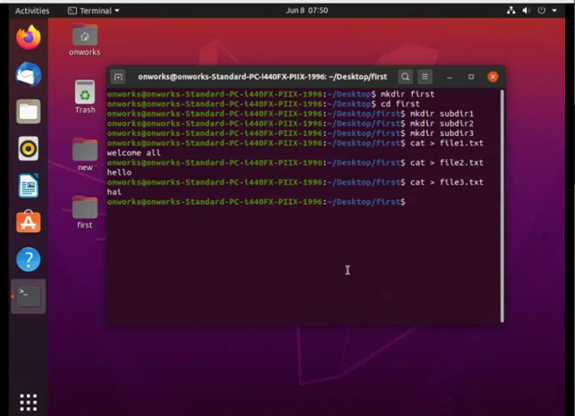 Activities
Terminal
Jun 8 07:50
onworks
Trash
new
first
onworks@onworks-Standard-PC-i440FX-PIIX-1996: ~/Desktop/first
onworks@onworks-Standard-PC-i440FX-PIIX-1996:~/Desktop$ mkdir first
onworks@onworks-Standard-PC-i440FX-PIIX-1996:~/Desktop$ cd first
onworks@onworks-Standard-PC-i440FX-PIIX-1996:~/Desktop/first$ mkdir subdir1
onworks@onworks-Standard-PC-i440FX-PIIX-1996:~/Desktop/first$ mkdir subdir2
onworks@onworks-Standard-PC-i440FX-PIIX-1996:~/Desktop/first$ mkdir subdir3
onworks@onworks-Standard-PC-i440FX-PIIX-1996:~/Desktop/first$ cat > file1.txt
welcome all
onworks@onworks-Standard-PC-i440FX-PIIX-1996:~/Desktop/first$ cat > file2.txt
hello
onworks@onworks-Standard-PC-i440FX-PIIX-1996:~/Desktop/first$ cat > file3.txt
hai
onworks@onworks-Standard-PC-i440FX-PIIX-1996:~/Desktop/first$